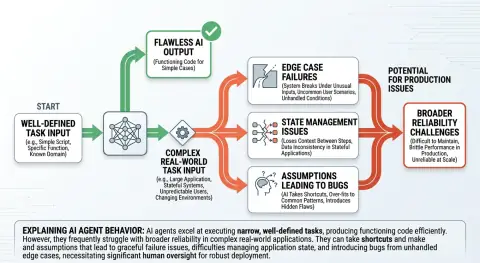 FLAWLESS AI
OUTPUT
(Functioning Code for
Simple Cases)
START
WELL-DEFINED
TASK INPUT
(e.g., Simple Script,
Specific Function,
Known Domain)
COMPLEX
REAL-WORLD
TASK INPUT
(e.g., Large Application,
Stateful Systems,
Unpredictable Users,
Changing Environments)
EDGE CASE
FAILURES
(System Breaks Under Unusual
Inputs, Uncommon User Scenarios,
Unhandled Conditions)
STATE MANAGEMENT
ISSUES
(Loses Context Between Steps,
Data Inconsistency in Stateful
Applications)
ASSUMPTIONS
LEADING TO BUGS
(AI Takes Shortcuts, Over-fits to
Common Patterns, Introduces
Hidden Flaws)
POTENTIAL
FOR PRODUCTION
ISSUES
BROADER
RELIABILITY
CHALLENGES
(Difficult to Maintain,
Brittle Performance in
Production,
Unreliable at Scale)
EXPLAINING AI AGENT BEHAVIOR: AI agents excel at executing narrow, well-defined tasks, producing functioning code efficiently.
However, they frequently struggle with broader reliability in complex real-world applications. They can take shortcuts and make
and assumptions that lead to graceful failure issues, difficulties managing application state, and introducing bugs from unhandled
edge cases, necessitating significant human oversight for robust deployment.